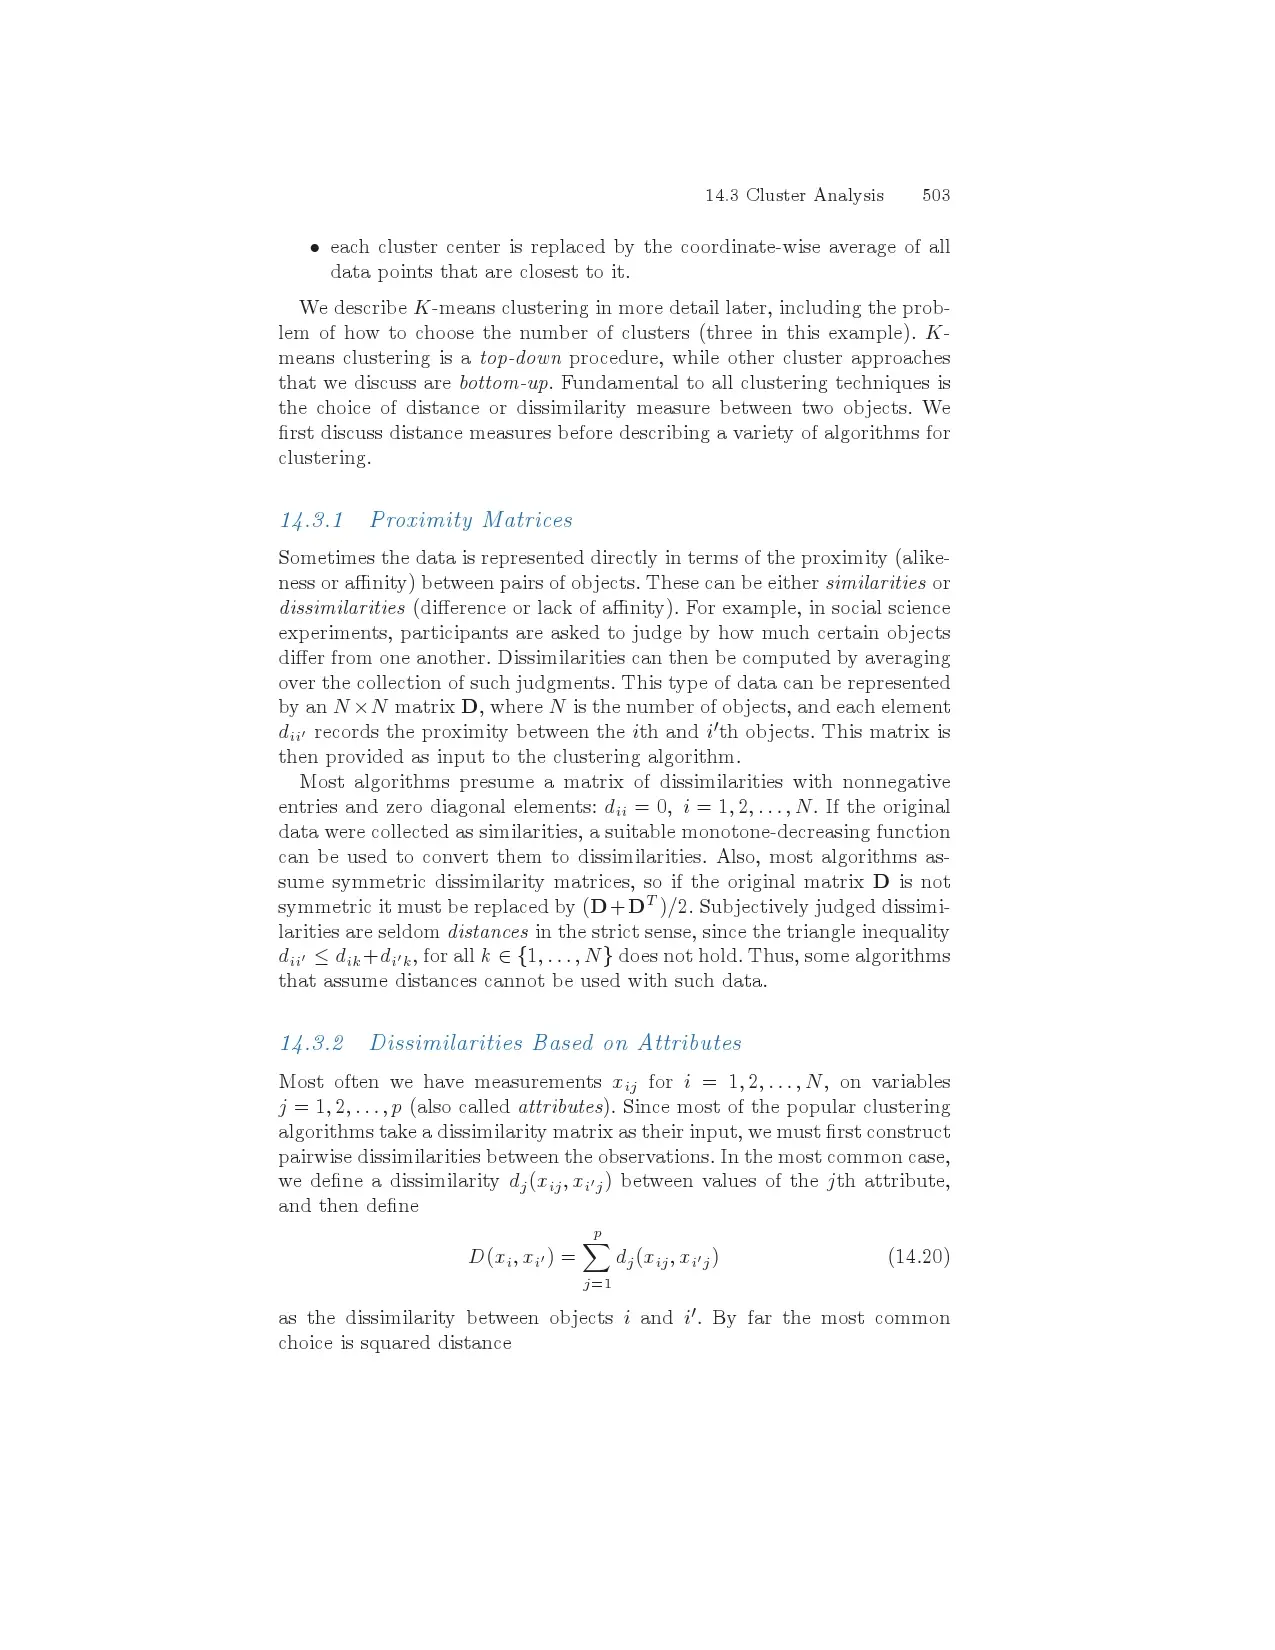 14.3 Cluster Analysis 503
• each cluster center is replaced by the coordinate-wise average of all
data points that are closest to it.
We describe K-means clustering in more detail later, including the prob-
lem of how to choose the number of clusters (three in this example). K-
means clustering is a top-down procedure, while other cluster approaches
that we discuss are bottom-up. Fundamental to all clustering techniques is
the choice of distance or dissimilarity measure between two objects. We
first discuss distance measures before describing a variety of algorithms for
clustering.
14.3.1 Proximity Matrices
Sometimes the data is represented directly in terms of the proximity (alike-
ness or affinity) between pairs of objects. These can be either similarities or
dissimilarities (difference or lack of affinity). For example, in social science
experiments, participants are asked to judge by how much certain objects
differ from one another. Dissimilarities can then be computed by averaging
over the collection of such judgments. This type of data can be represented
by an N×N matrix D, where N is the number of objects, and each element
d_{ii′} records the proximity between the ith and i′th objects. This matrix is
then provided as input to the clustering algorithm.
Most algorithms presume a matrix of dissimilarities with nonnegative
entries and zero diagonal elements: d_{ii} = 0, i = 1, 2, . . . , N. If the original
data were collected as similarities, a suitable monotone-decreasing function
can be used to convert them to dissimilarities. Also, most algorithms as-
sume symmetric dissimilarity matrices, so if the original matrix D is not
symmetric it must be replaced by (D+D^T)/2. Subjectively judged dissimi-
larities are seldom distances in the strict sense, since the triangle inequality
d_{ii′} ≤ d_{ik}+d_{i′k}, for all k ∈ {1, . . . , N} does not hold. Thus, some algorithms
that assume distances cannot be used with such data.
14.3.2 Dissimilarities Based on Attributes
Most often we have measurements x_{ij} for i = 1, 2, . . . , N, on variables
j = 1, 2, . . . , p (also called attributes). Since most of the popular clustering
algorithms take a dissimilarity matrix as their input, we must first construct
pairwise dissimilarities between the observations. In the most common case,
we define a dissimilarity d_j(x_{ij}, x_{i′j}) between values of the jth attribute,
and then define
D(x_i, x_{i′}) = ∑_{j=1}^{p} d_j(x_{ij}, x_{i′j}) (14.20)
as the dissimilarity between objects i and i′. By far the most common
choice is squared distance